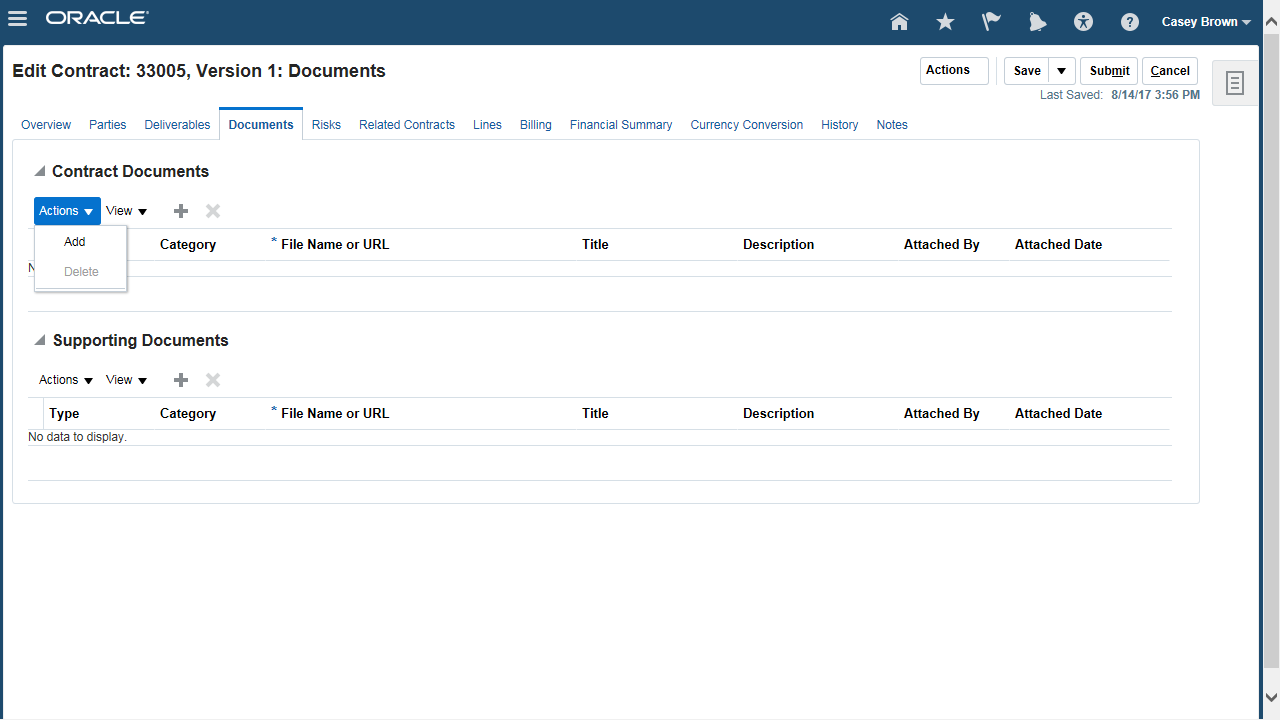 ORACLE
Casey Brown
Edit Contract: 33005, Version 1: Documents
Actions Save Submit Cancel
Last Saved: 8/14/17 3:56 PM
Overview Parties Deliverables Documents Risks Related Contracts Lines Billing Financial Summary Currency Conversion History Notes
Contract Documents
Actions View
Category * File Name or URL Title Description Attached By Attached Date
Add
Delete
Supporting Documents
Actions View
Type Category * File Name or URL Title Description Attached By Attached Date
No data to display.